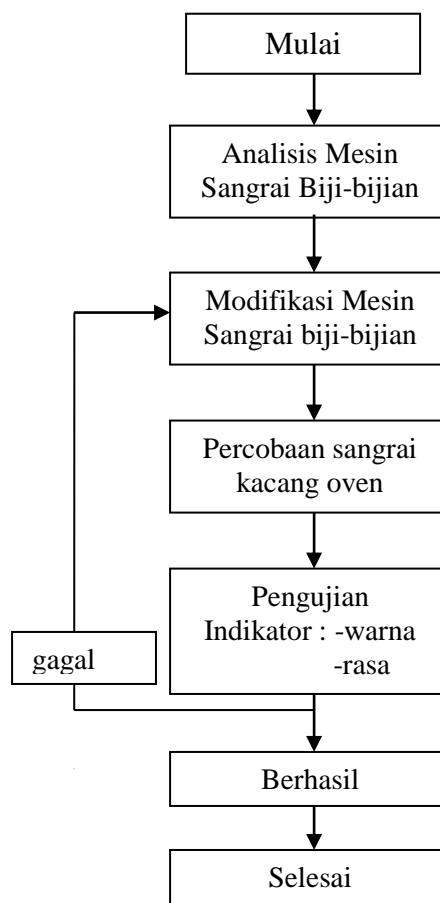 Mulai
Analisis Mesin
Sangrai Biji-bijian
Modifikasi Mesin
Sangrai biji-bijian
Percobaan sangrai
kacang oven
Pengujian
Indikator : -warna
-rasa
gagal
Berhasil
Selesai